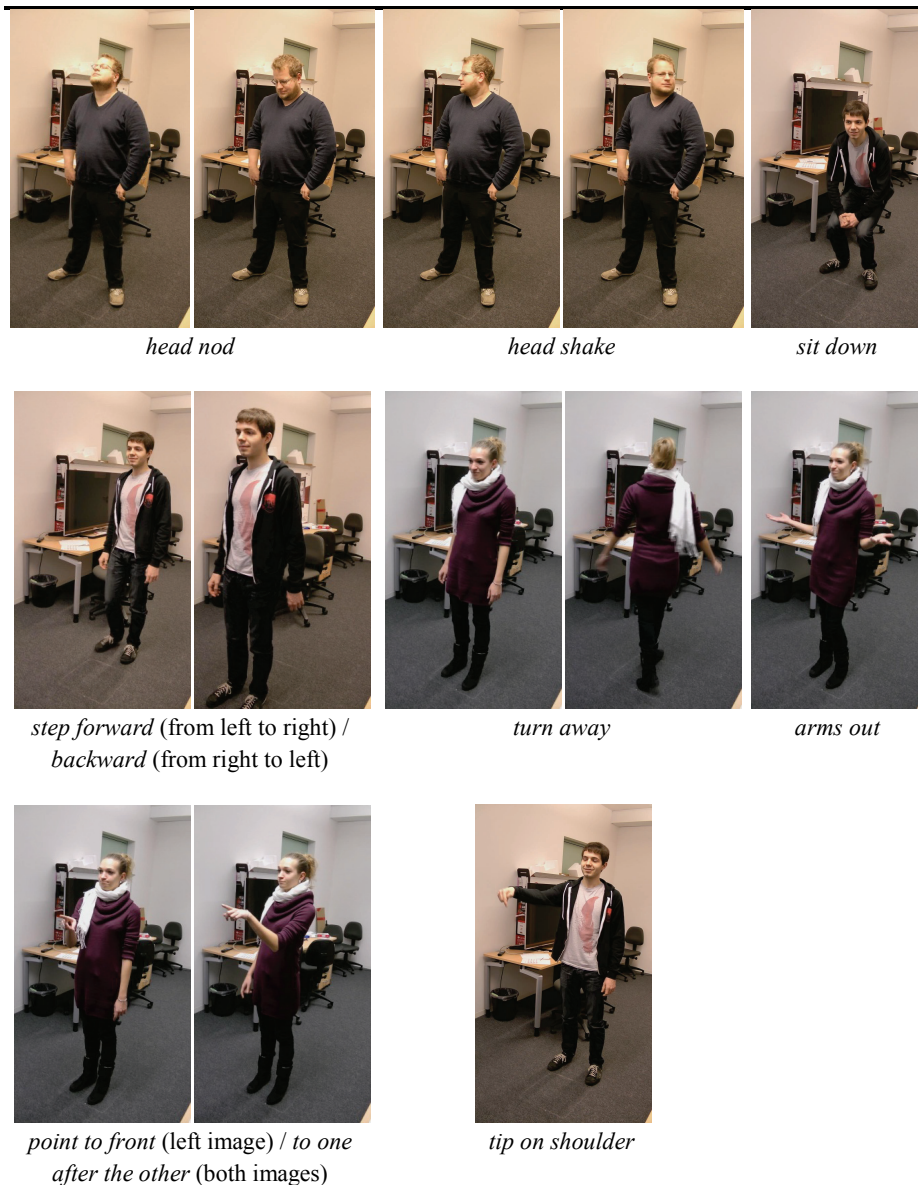 head nod
head shake
sit down
step forward (from left to right) /
backward (from right to left)
turn away
arms out
point to front (left image) / to one
after the other (both images)
tip on shoulder